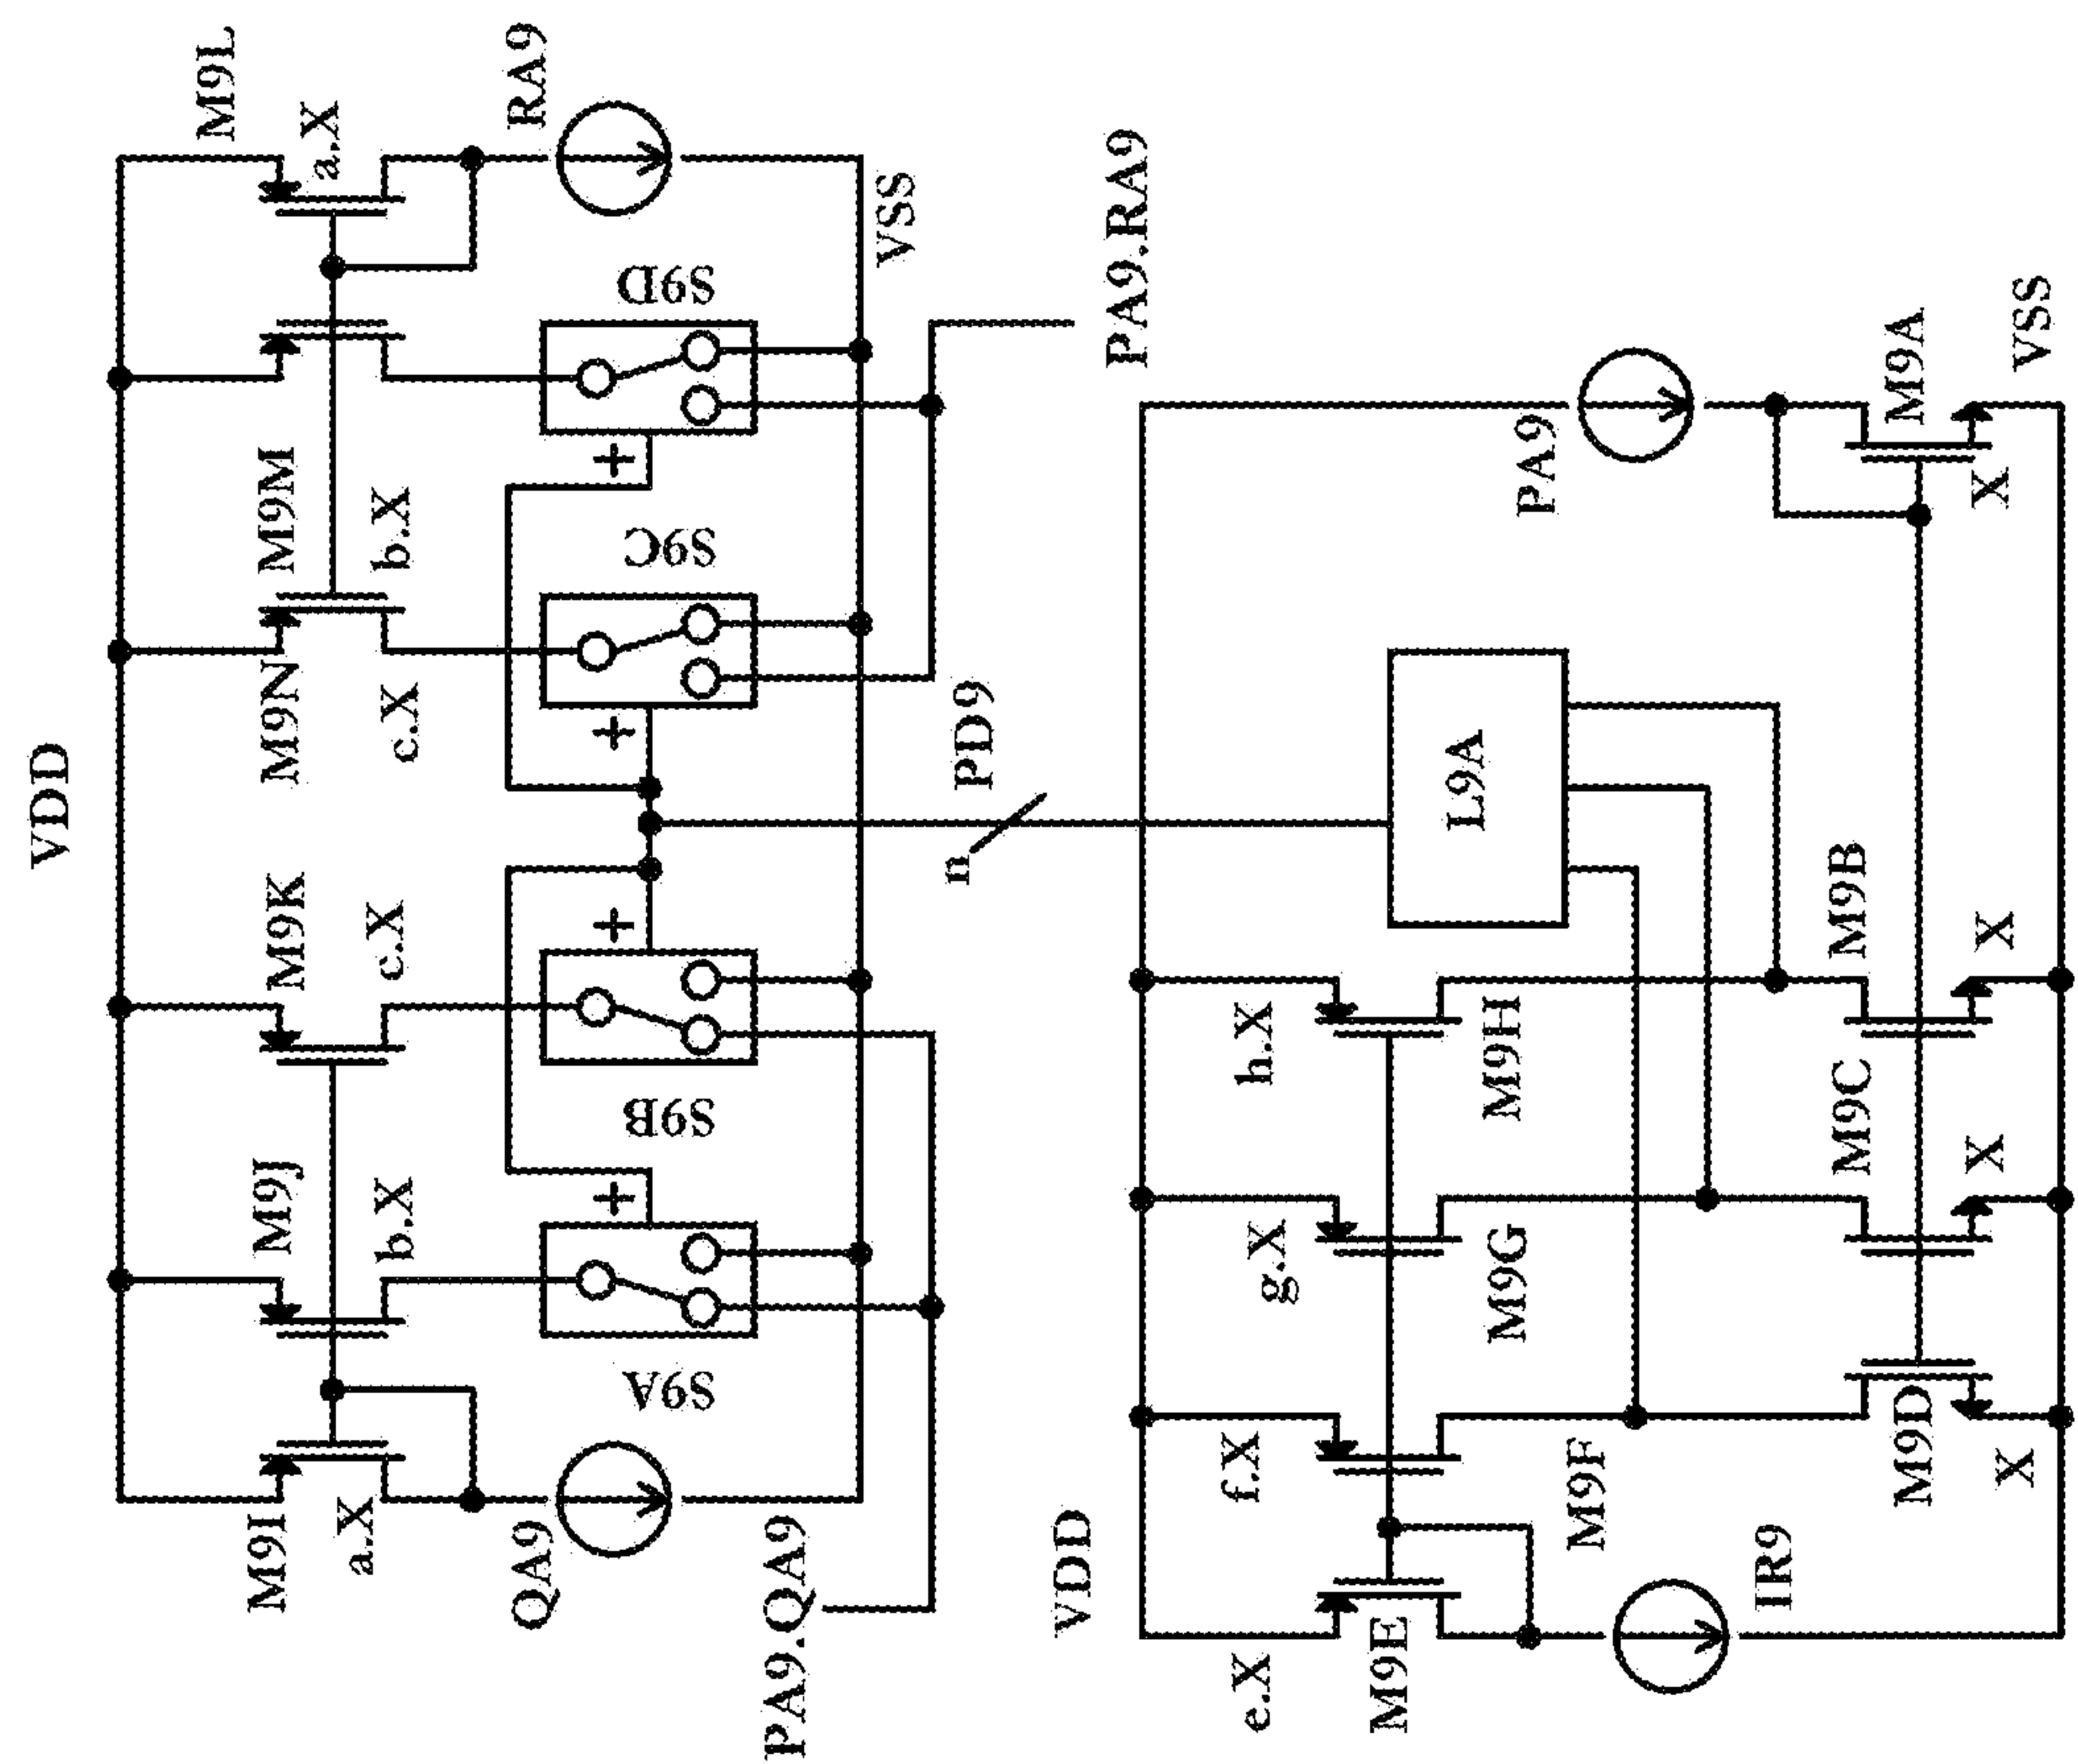 VDD
M9L
a.X
RA9
M9M
b.X
S9D
VSS
M9N
c.X
S9C
M9K
c.X
S9B
M9J
b.X
S9A
M9I
a.X
QA9
PA9.QA9
PA9.RA9
n
PD9
VDD
PA9
M9A
X
VSS
L9A
h.X
M9H
M9B
X
g.X
M9G
M9C
X
f.X
M9F
M9D
X
e.X
M9E
IR9
+
+
+
+